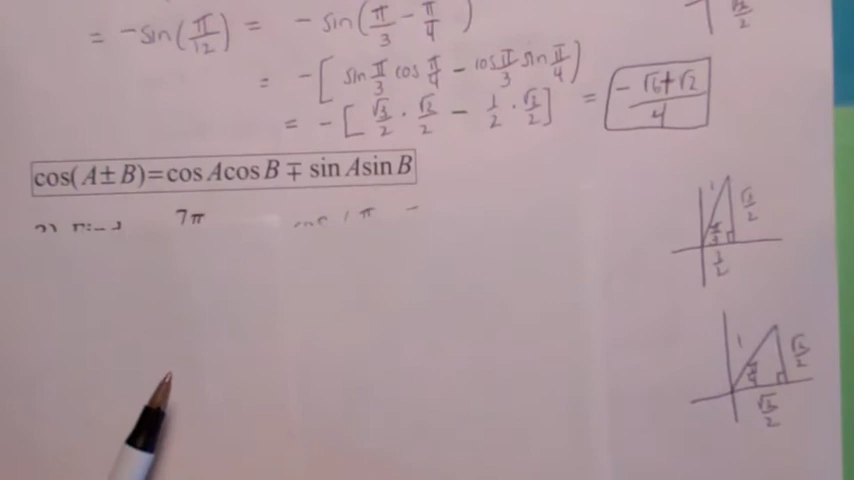 = -sin(π/12) = -sin(π/3 - π/4)
= -[sin π/3 cos π/4 - cos π/3 sin π/4]
= -[√3/2 · √2/2 - 1/2 · √2/2] = (-√6+√2)/4
cos(A±B)=cos A cos B ∓ sin A sin B
7π
1
√3/2
π/3
1/2
1
√2/2
π/4
√2/2